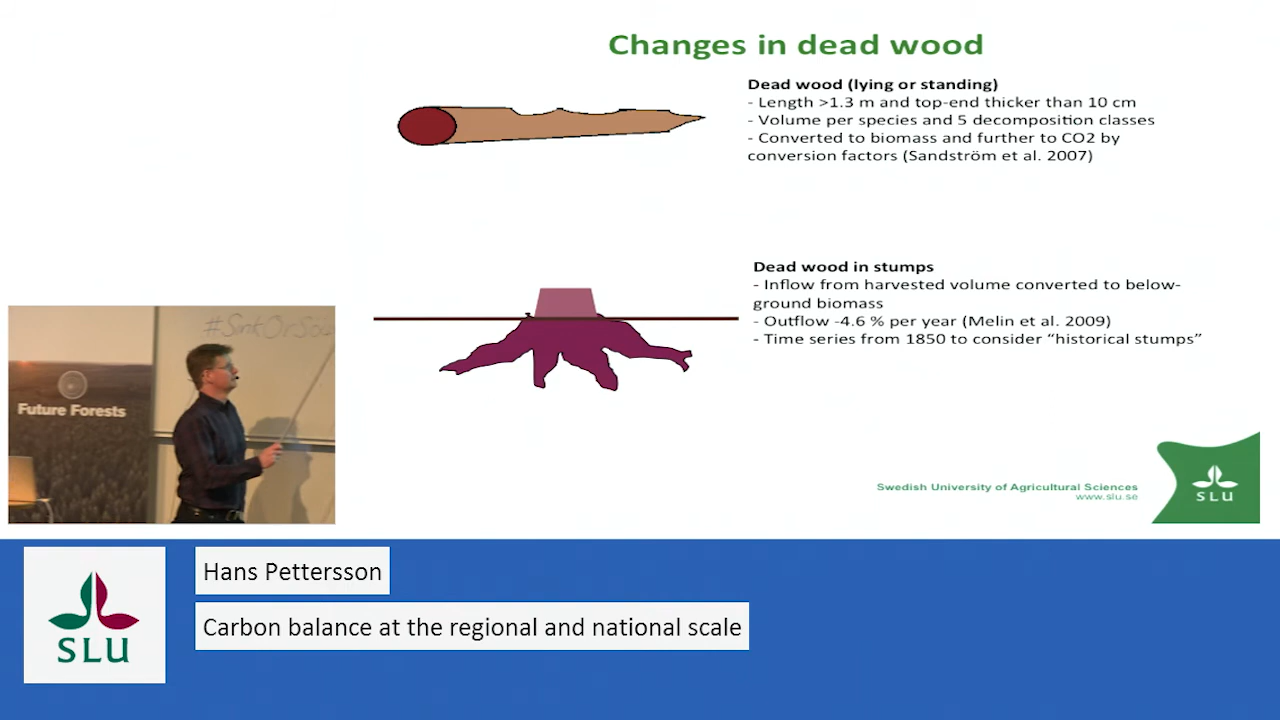 Changes in dead wood
Dead wood (lying or standing)
- Length >1.3 m and top-end thicker than 10 cm
- Volume per species and 5 decomposition classes
- Converted to biomass and further to CO2 by
conversion factors (Sandström et al. 2007)
Dead wood in stumps
- Inflow from harvested volume converted to below-
ground biomass
- Outflow -4.6 % per year (Melin et al. 2009)
- Time series from 1850 to consider “historical stumps”
Future Forests
Swedish University of Agricultural Sciences
www.slu.se
SLU
SLU
Hans Pettersson
Carbon balance at the regional and national scale